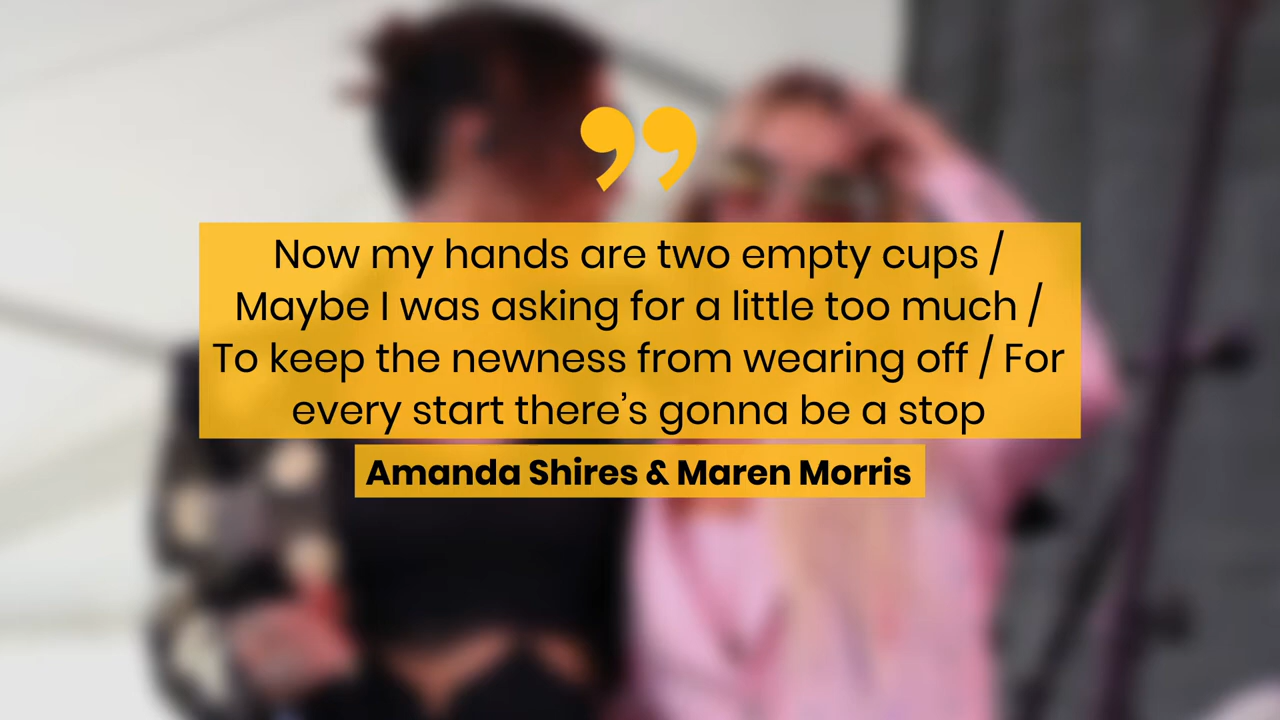 ”
Now my hands are two empty cups /
Maybe I was asking for a little too much /
To keep the newness from wearing off / For
every start there’s gonna be a stop
Amanda Shires & Maren Morris